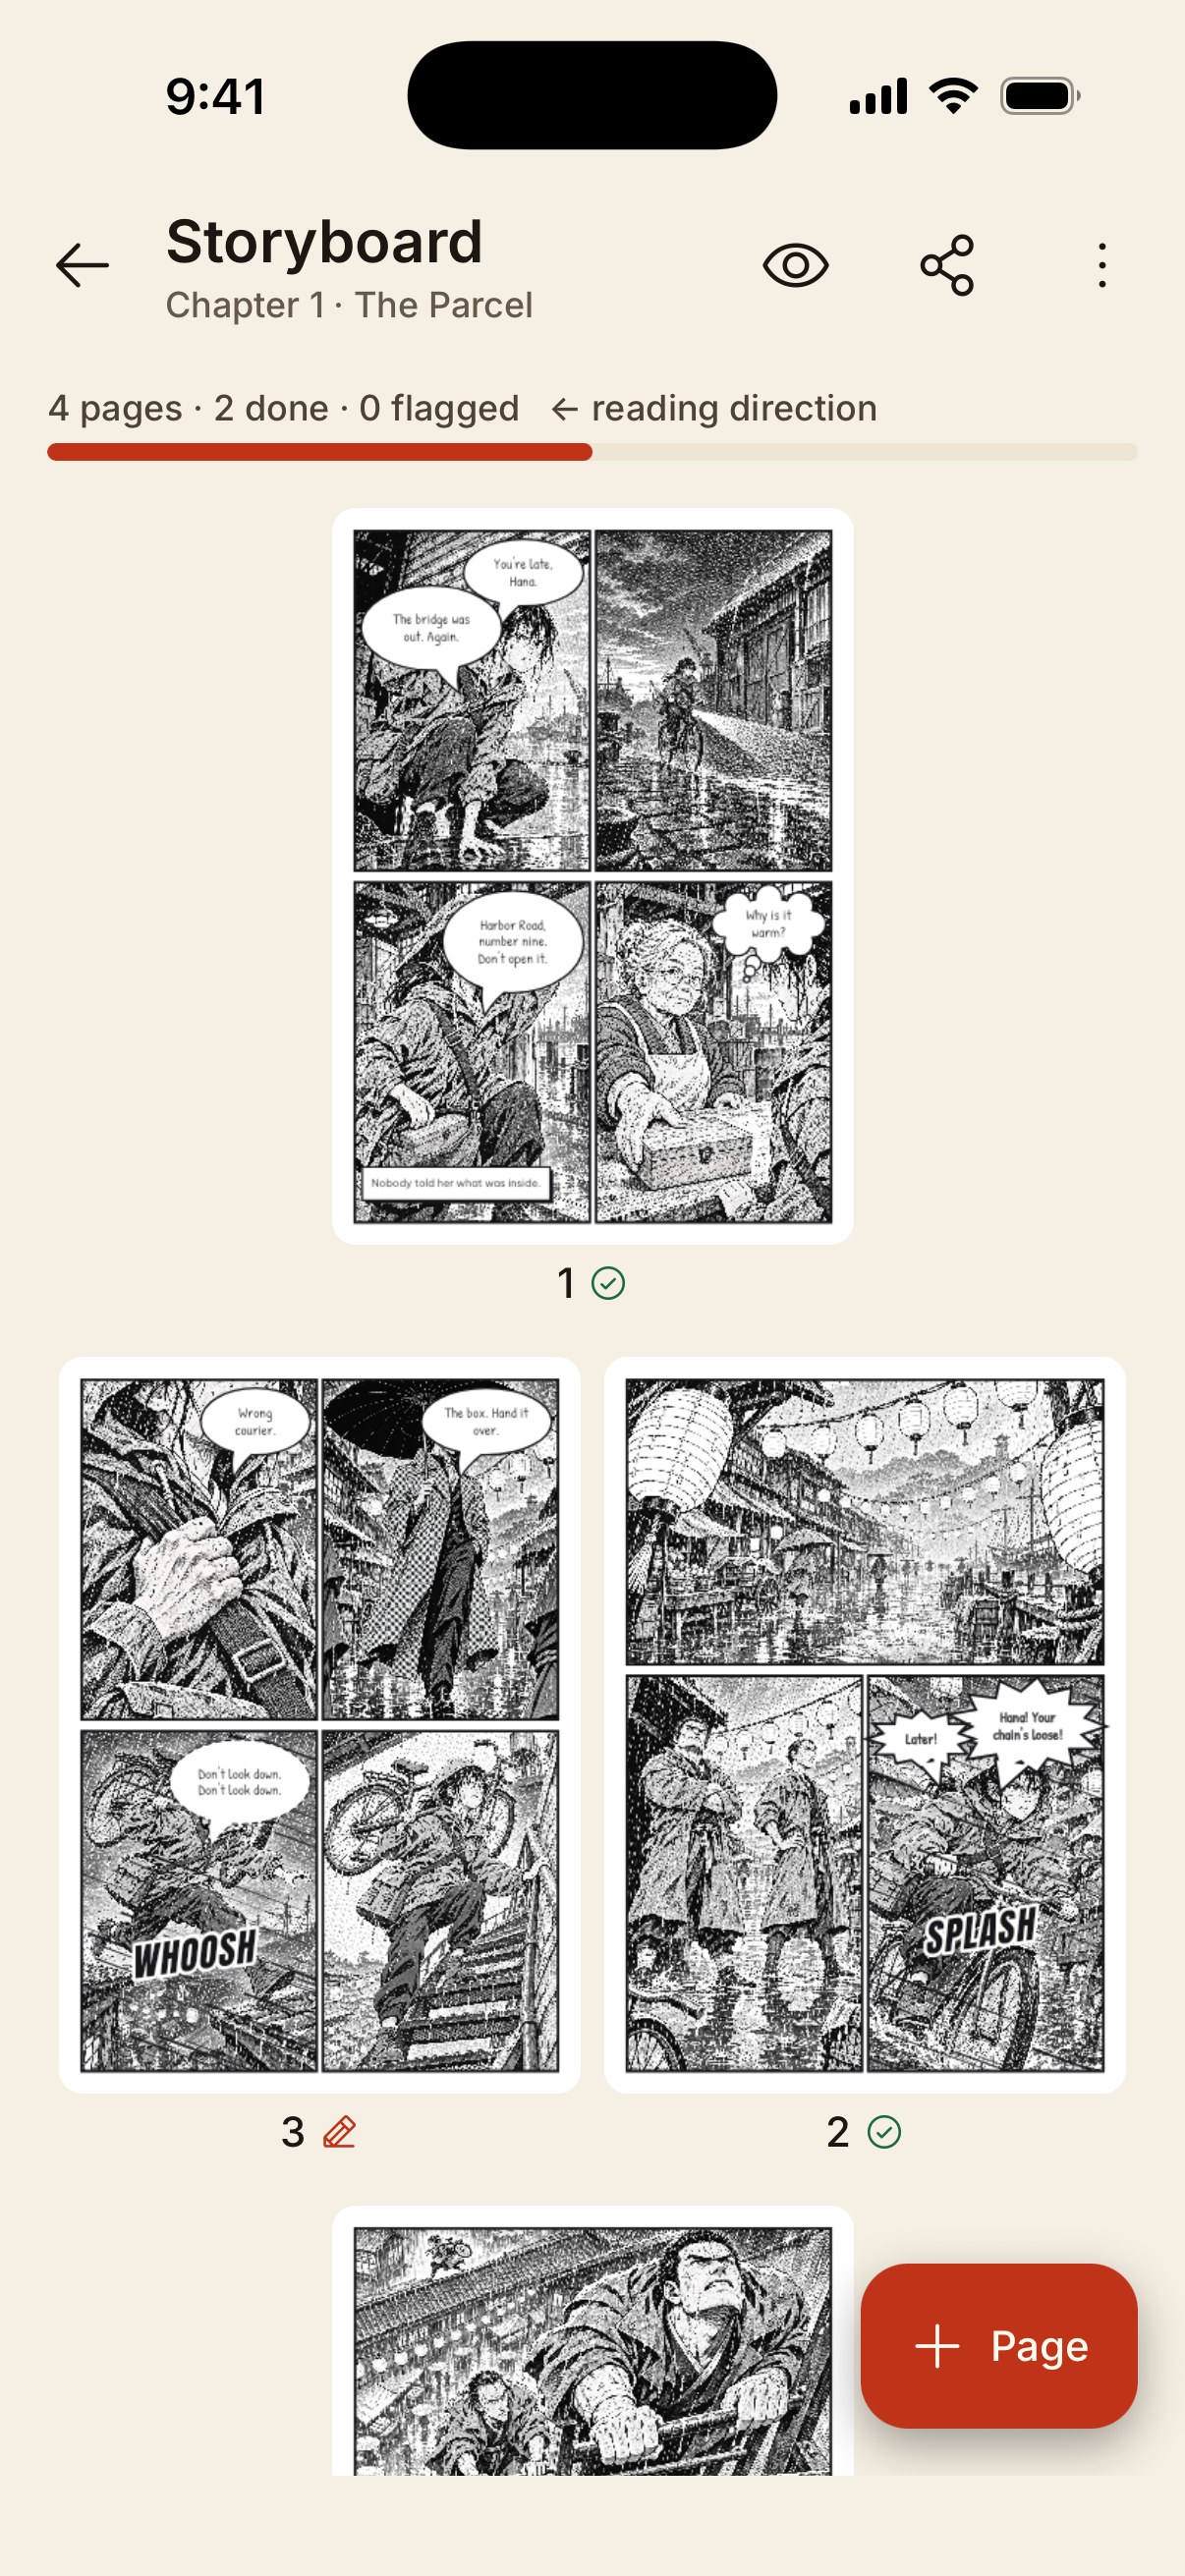 9:41
Storyboard
Chapter 1 · The Parcel
4 pages · 2 done · 0 flagged ← reading direction
You're late,
Hana.
The bridge was
out. Again.
Why is it
warm?
Harbor Road,
number nine.
Don't open it.
Nobody told her what was inside.
1
Hana! Your
chain's loose!
Later!
SPLASH
2
The box. Hand it
over.
Wrong
courier.
Don't look down.
Don't look down.
WHOOSH
3
Page